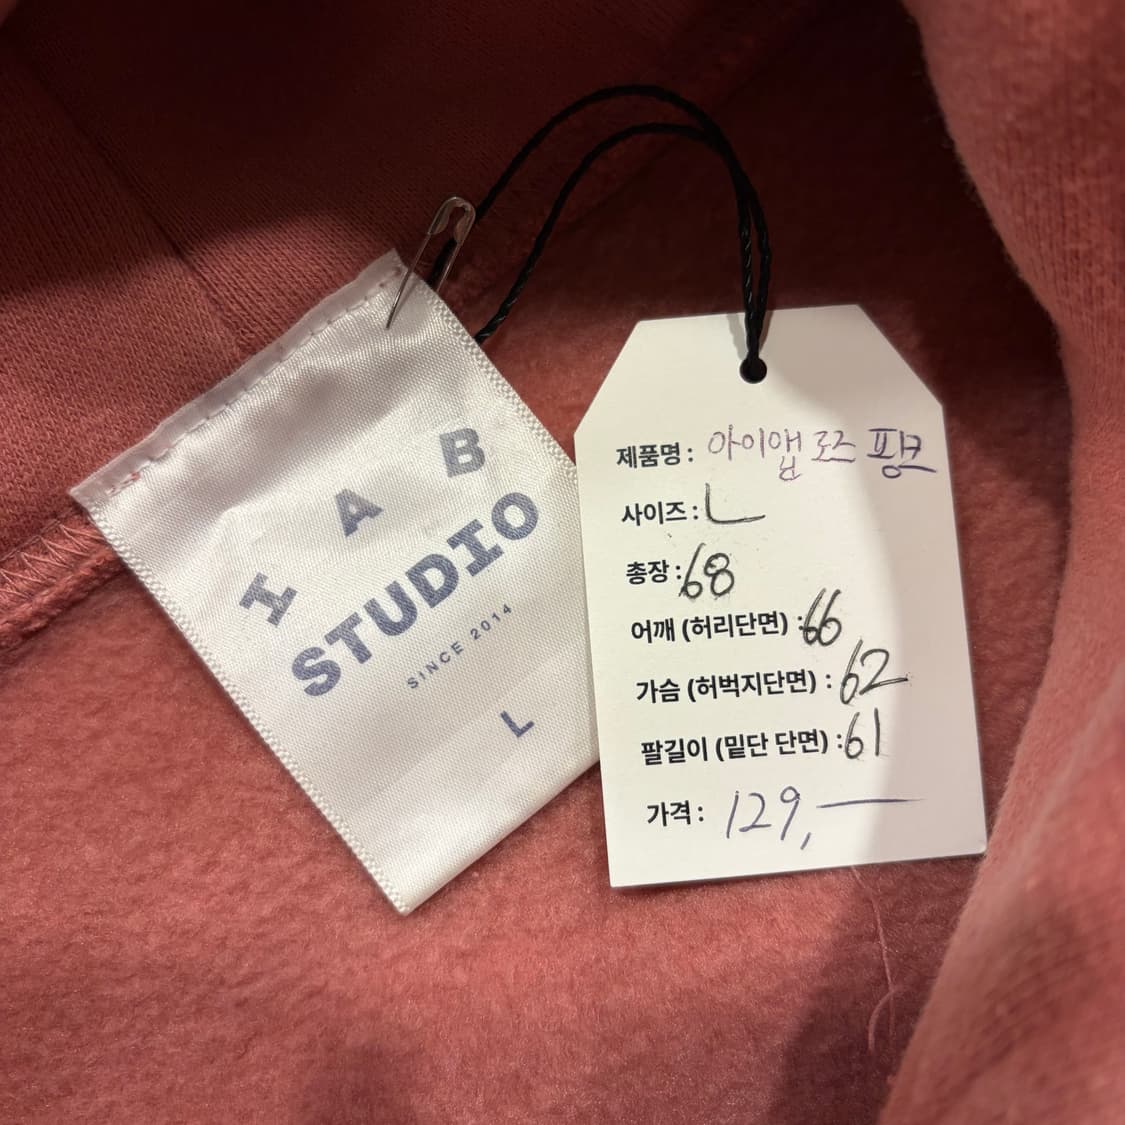 I A B
STUDIO
SINCE 2014
L
제품명 : 아이앱 로즈 핑크
사이즈 : L
총장 : 68
어깨 (허리단면) : 66
가슴 (허벅지단면) : 62
팔길이 (밑단 단면) : 61
가격 : 129,—